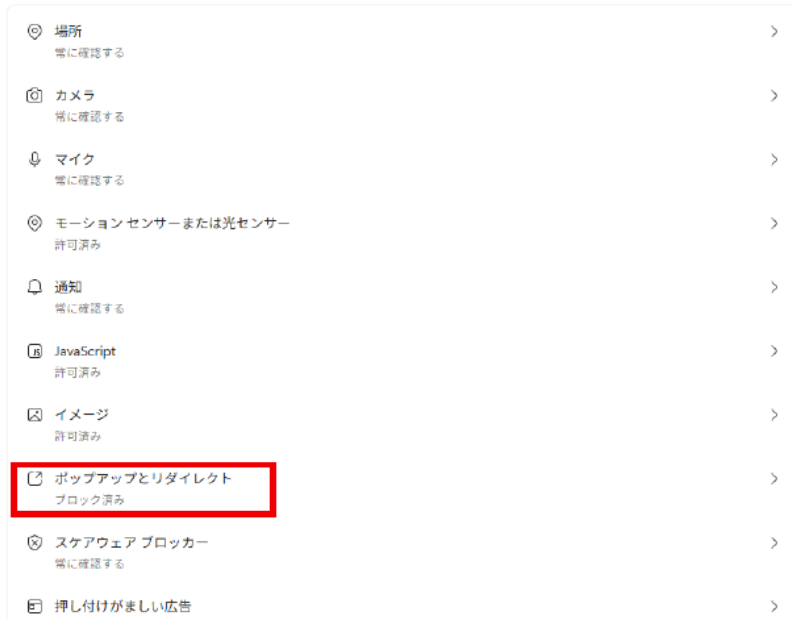 場所
常に確認する
カメラ
常に確認する
マイク
常に確認する
モーション センサーまたは光センサー
許可済み
通知
常に確認する
JS JavaScript
許可済み
イメージ
許可済み
ポップアップとリダイレクト
ブロック済み
スケアウェア ブロッカー
常に確認する
押し付けがましい広告